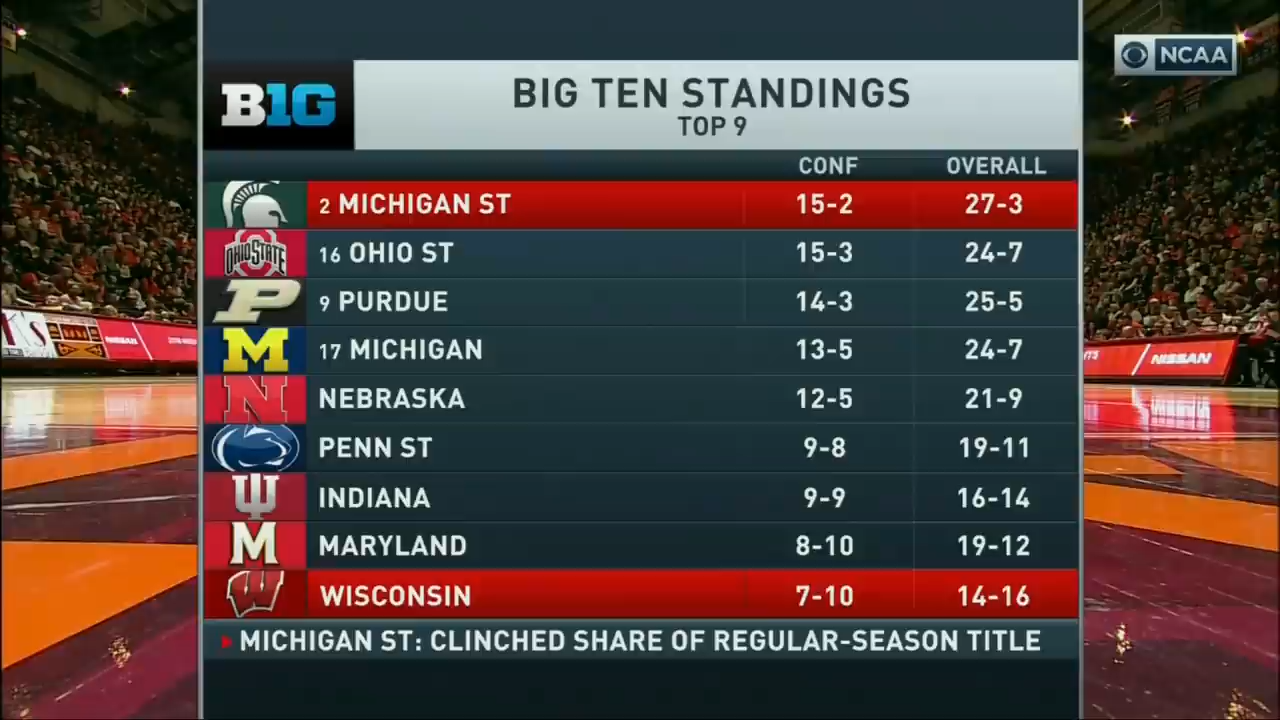 NCAA
B1G
BIG TEN STANDINGS
TOP 9
CONF OVERALL
2 MICHIGAN ST 15-2 27-3
OHIO STATE 16 OHIO ST 15-3 24-7
P 9 PURDUE 14-3 25-5
M 17 MICHIGAN 13-5 24-7
N NEBRASKA 12-5 21-9
PENN ST 9-8 19-11
INDIANA 9-9 16-14
M MARYLAND 8-10 19-12
W WISCONSIN 7-10 14-16
MICHIGAN ST: CLINCHED SHARE OF REGULAR-SEASON TITLE
NISSAN
NISSAN